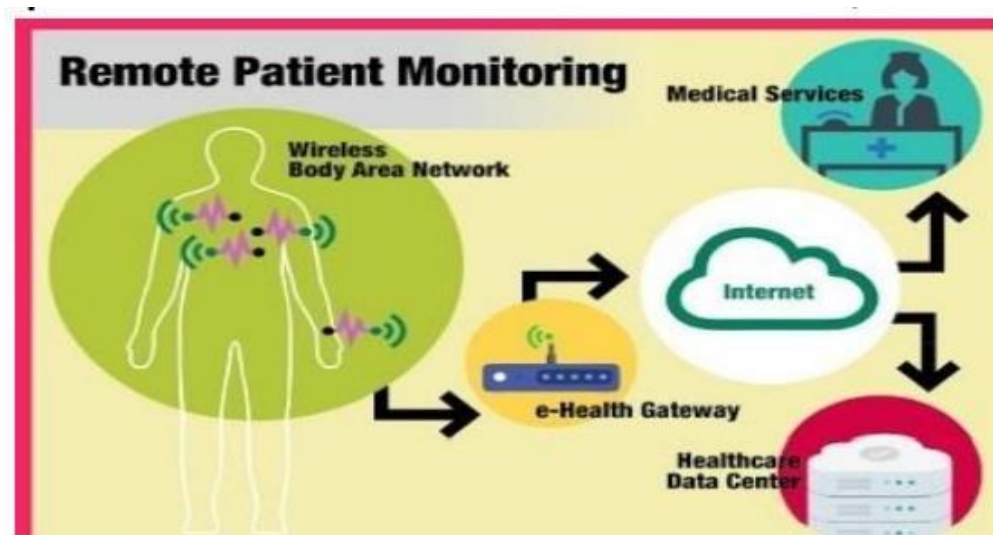 Remote Patient Monitoring
Medical Services
Wireless
Body Area Network
Internet
e-Health Gateway
Healthcare
Data Center